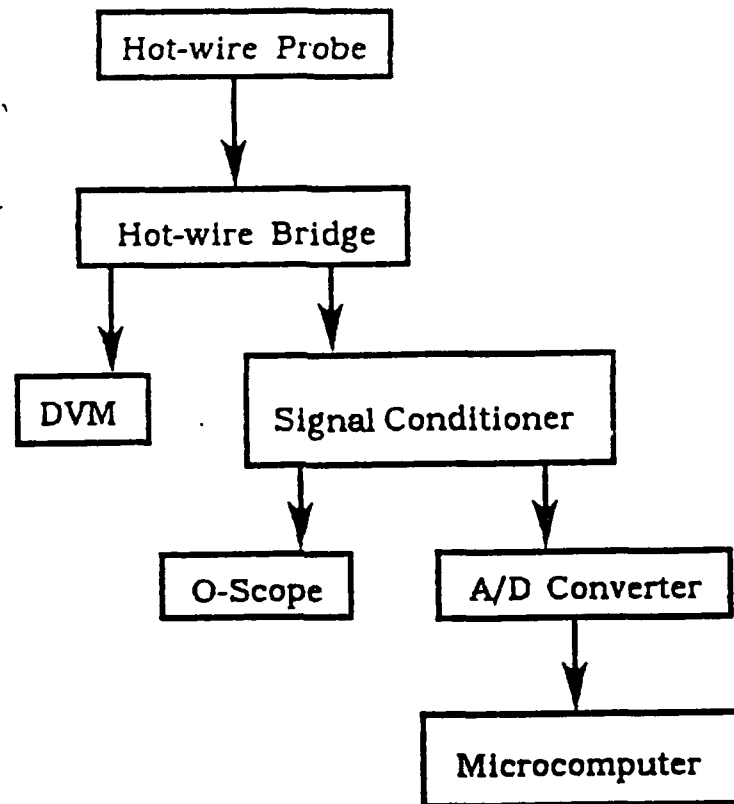 Hot-wire Probe
Hot-wire Bridge
DVM
Signal Conditioner
O-Scope
A/D Converter
Microcomputer